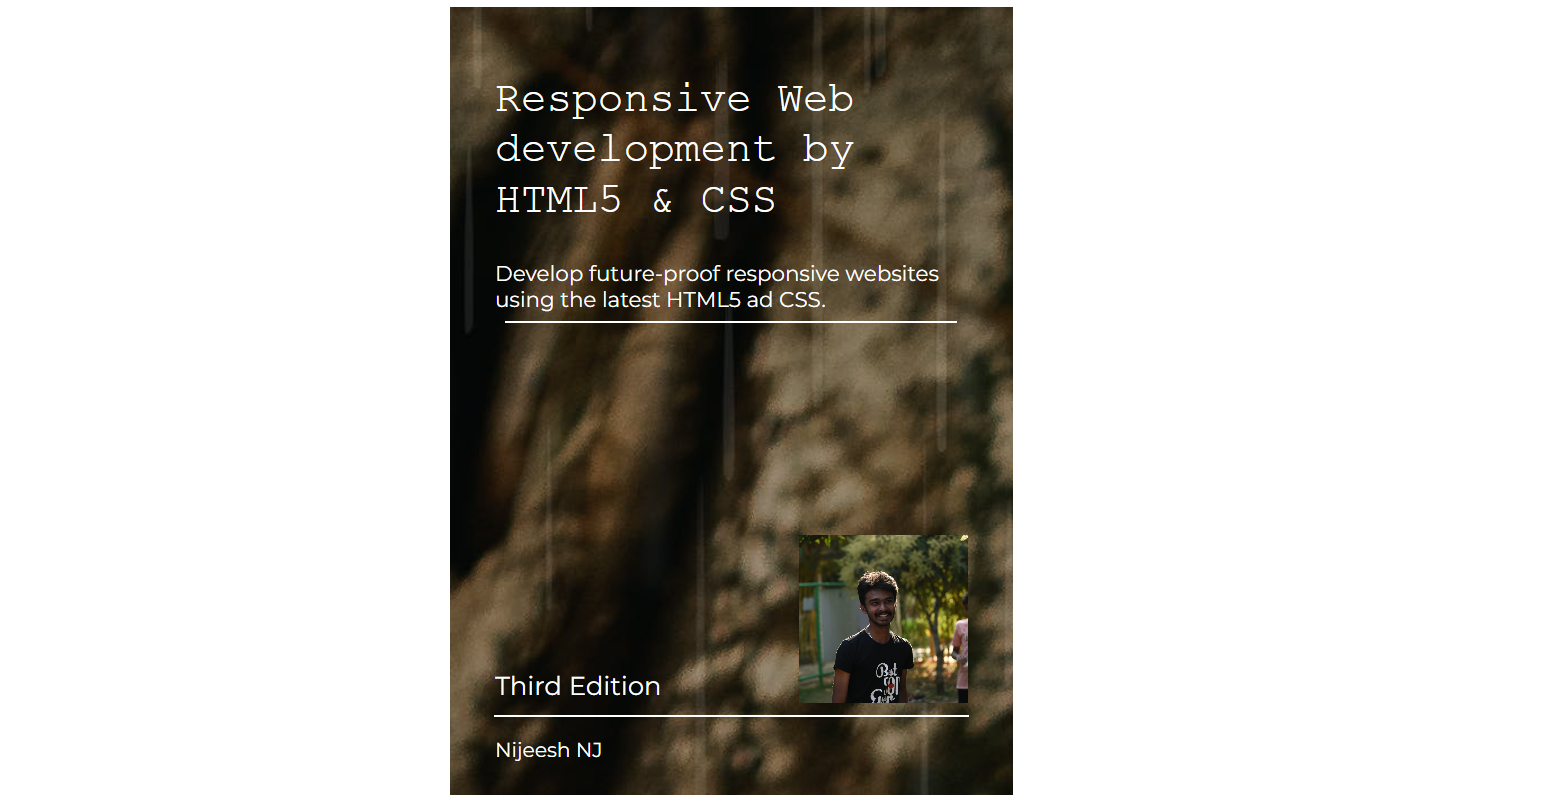 Responsive Web
development by
HTML5 & CSS
Develop future-proof responsive websites
using the latest HTML5 ad CSS.
Third Edition
Nijeesh NJ
Best